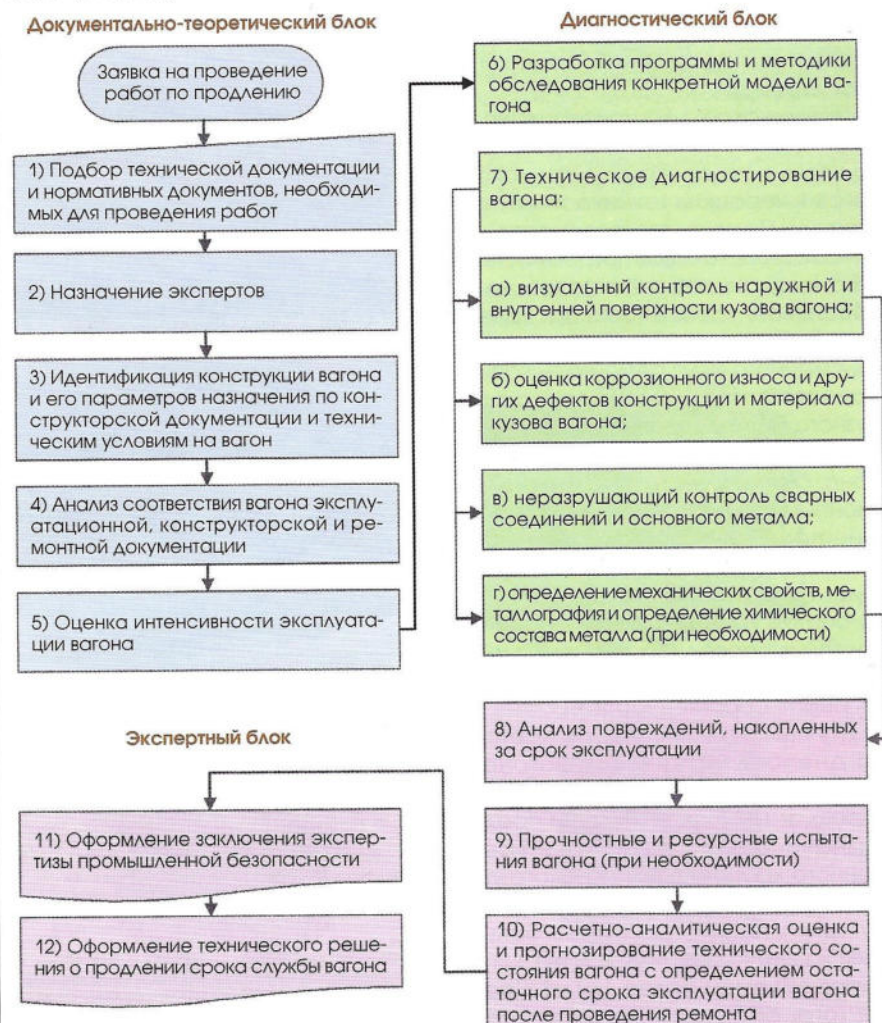 Документально-теоретический блок
Заявка на проведение
работ по продлению
1) Подбор технической документации
и нормативных документов, необходи-
мых для проведения работ
2) Назначение экспертов
3) Идентификация конструкции вагона
и его параметров назначения по кон-
структорской документации и техни-
ческим условиям на вагон
4) Анализ соответствия вагона эксплу-
атационной, конструкторской и ре-
монтной документации
5) Оценка интенсивности эксплуата-
ции вагона
Диагностический блок
6) Разработка программы и методики
обследования конкретной модели ва-
гона
7) Техническое диагностирование
вагона:
а) визуальный контроль наружной и
внутренней поверхности кузова вагона;
б) оценка коррозионного износа и дру-
гих дефектов конструкции и материала
кузова вагона;
в) неразрушающий контроль сварных
соединений и основного металла;
г) определение механических свойств, ме-
таллография и определение химического
состава металла (при необходимости)
8) Анализ повреждений, накопленных
за срок эксплуатации
9) Прочностные и ресурсные испыта-
ния вагона (при необходимости)
10) Расчетно-аналитическая оценка
и прогнозирование технического со-
стояния вагона с определением оста-
точного срока эксплуатации вагона
после проведения ремонта
Экспертный блок
11) Оформление заключения экспер-
тизы промышленной безопасности
12) Оформление технического реше-
ния о продлении срока службы вагона